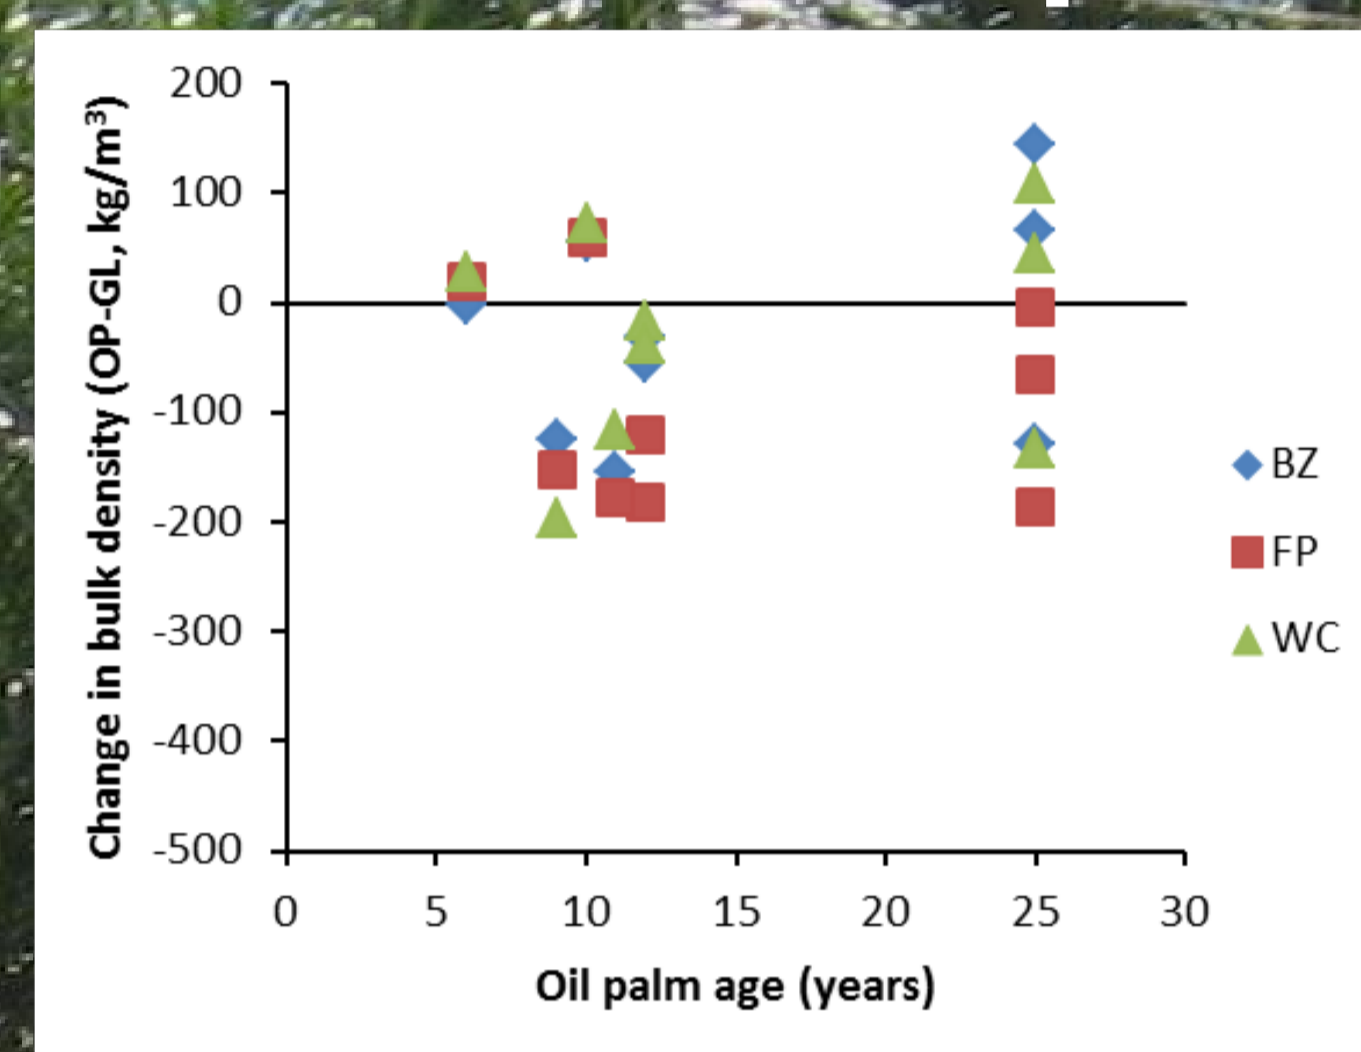 Change in bulk density (OP-GL, kg/m³)
200
100
0
-100
-200
-300
-400
-500
0 5 10 15 20 25 30
Oil palm age (years)
BZ
FP
WC